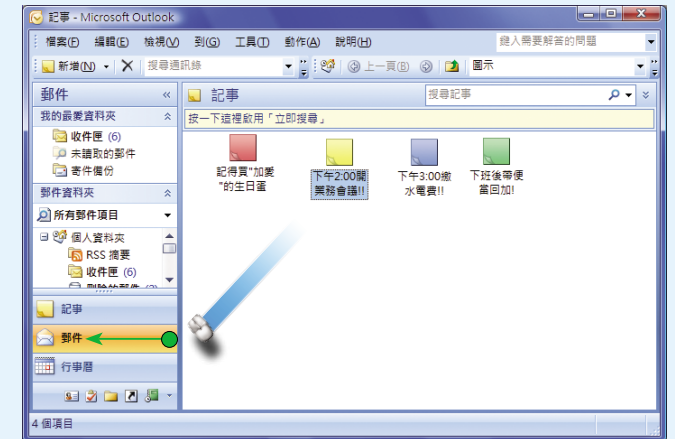 記事 - Microsoft Outlook
檔案(F) 編輯(E) 檢視(V) 到(G) 工具(T) 動作(A) 說明(H) 鍵入需要解答的問題
新增(N) 搜尋通訊錄 上一頁(B) 圖示
郵件 «
記事
搜尋記事
我的最愛資料夾
收件匣 (6)
未讀取的郵件
寄件備份
郵件資料夾
所有郵件項目
個人資料夾
RSS 摘要
收件匣 (6)
記事
郵件
行事曆
按一下這裡啟用「立即搜尋」
記得買"加愛
"的生日蛋
下午2:00開
業務會議!!
下午3:00繳
水電費!!
下班後帶便
當回加!
4 個項目